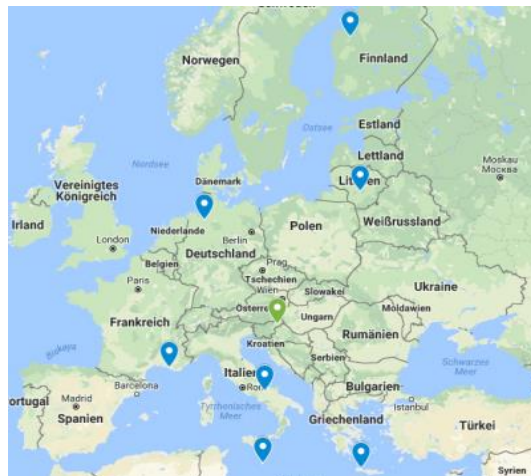 Norwegen
Finnland
Estland
Ostsee
Nordsee
Lettland
Moskau
Москва
Dänemark
Vereinigtes
Königreich
Irland
Weißrussland
London
Niederlande
Berlin
Polen
Deutschland
Belgien
Prag
Tschechien
Paris
Wien
Slowakei
Ukraine
Ungarn
Moldawien
Frankreich
Kroatien
Rumänien
Biskaya
Serbien
Schwarzes
Meer
Bulgarien
Barcelona
Madrid
Spanien
Tyrrhenisches
Meer
Istanbul
Griechenland
Türkei
Syrien